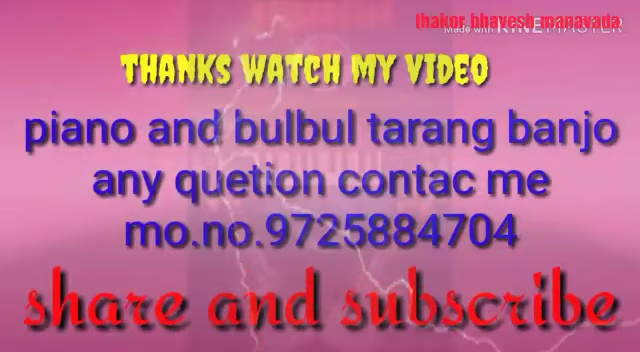 thakor bhavesh manavada
Made with KINEMASTER
THANKS WATCH MY VIDEO
piano and bulbul tarang banjo
any quetion contac me
mo.no.9725884704
share and subscribe